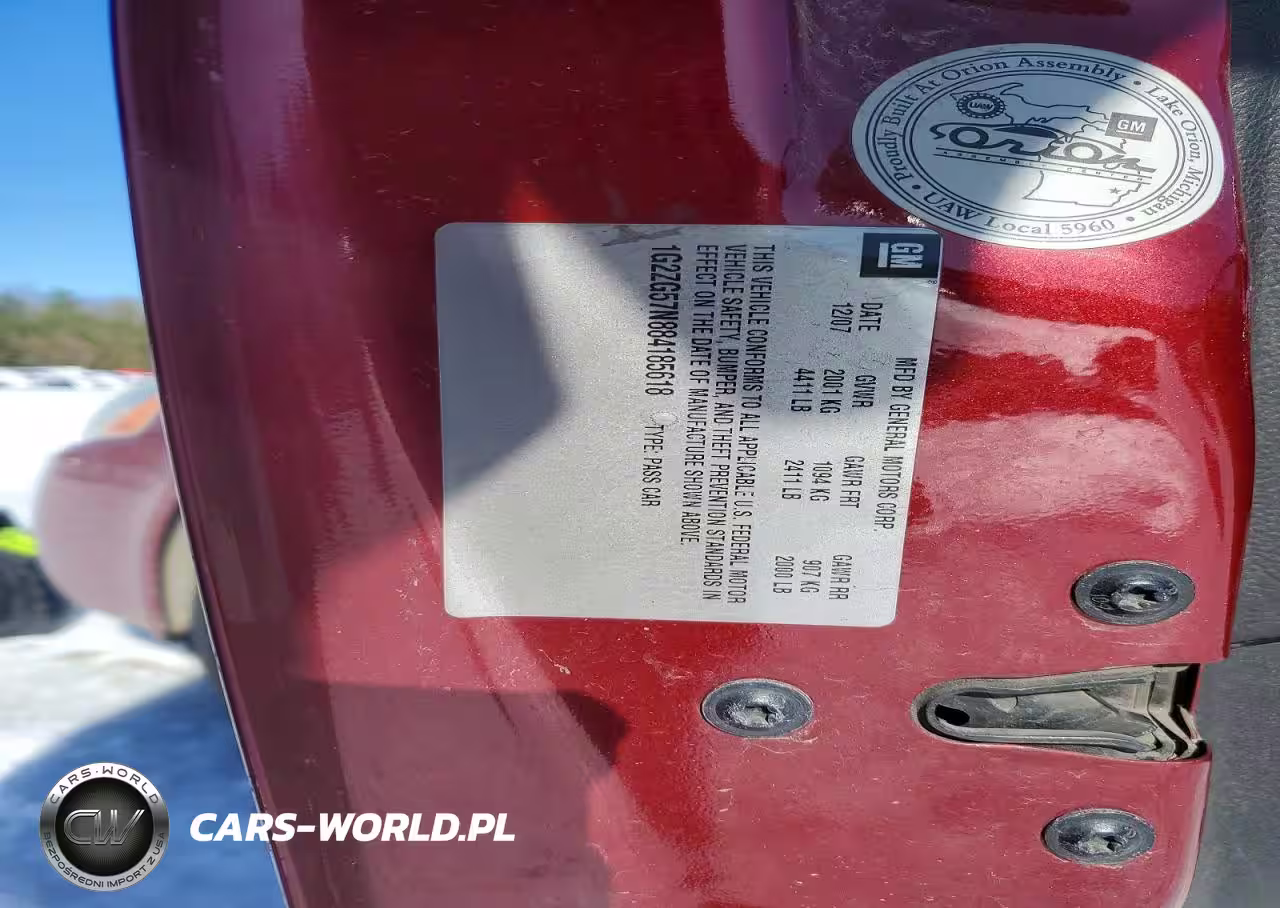 GM
MFD BY GENERAL MOTORS CORP.
DATE GVWR GAWR FRT GAWR RR
12/07 2001 KG 1094 KG 907 KG
4411 LB 2411 LB 2000 LB
THIS VEHICLE CONFORMS TO ALL APPLICABLE U.S. FEDERAL MOTOR
VEHICLE SAFETY, BUMPER, AND THEFT PREVENTION STANDARDS IN
EFFECT ON THE DATE OF MANUFACTURE SHOWN ABOVE.
1G2ZG57N884185618 TYPE: PASS CAR
• Proudly Built At Orion Assembly • Lake Orion, Michigan
• UAW Local 5960 •
UAW
GM
Orion
ASSEMBLY CENTER
CARS-WORLD
CW
BEZPOŚREDNI IMPORT Z USA
CARS-WORLD.PL